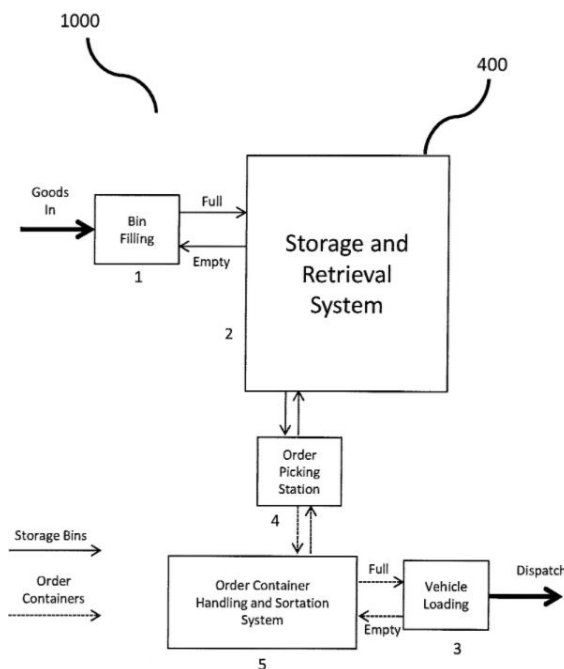 1000
400
Goods
In
Bin
Filling
1
Full
Empty
Storage and
Retrieval
System
2
Order
Picking
Station
4
Storage Bins
Order
Containers
Order Container
Handling and Sortation
System
5
Full
Empty
Vehicle
Loading
3
Dispatch